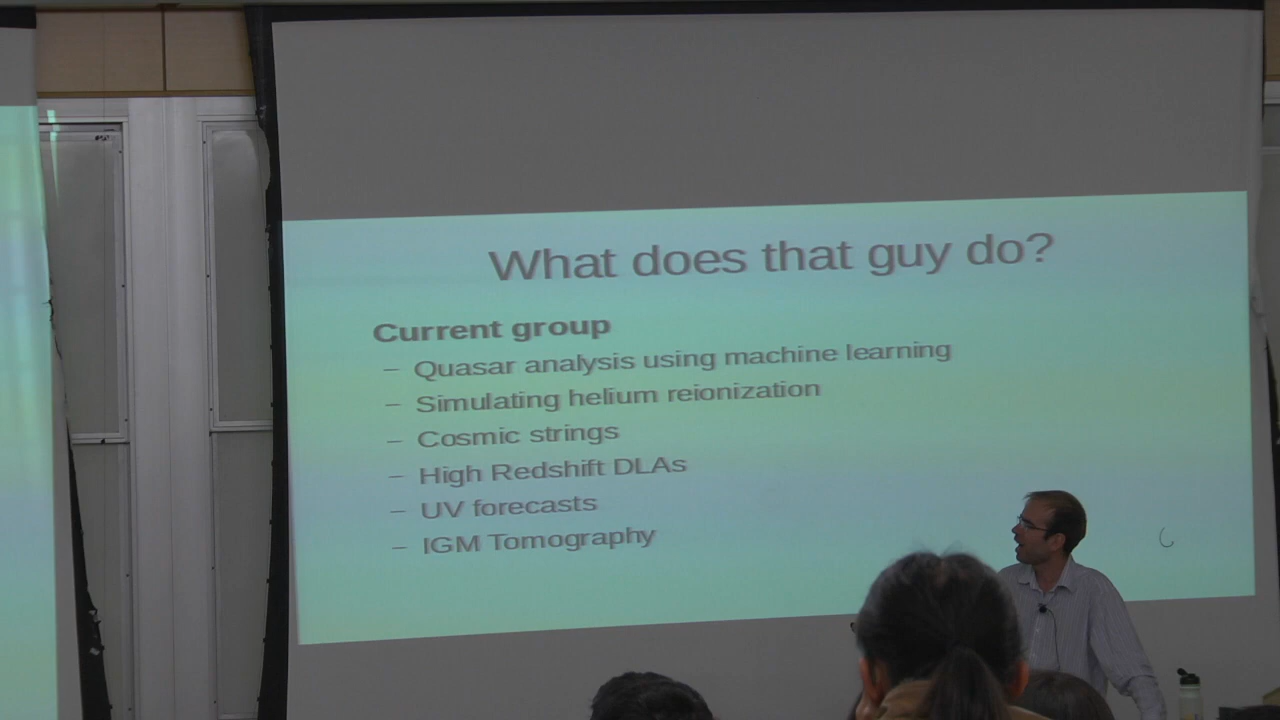 What does that guy do?
Current group
– Quasar analysis using machine learning
– Simulating helium reionization
– Cosmic strings
– High Redshift DLAs
– UV forecasts
– IGM Tomography